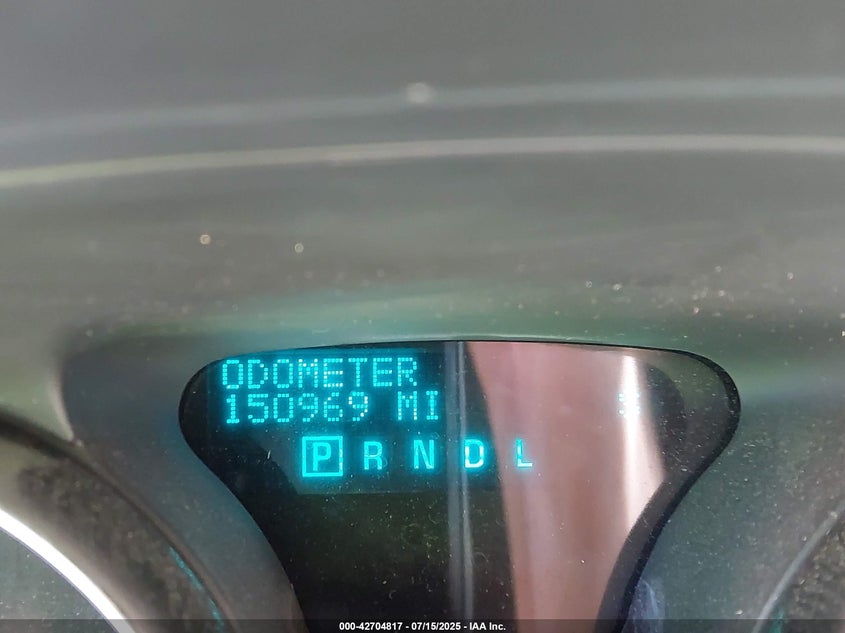 ODOMETER
150969 MI
P R N D L
000-42704817 - 07/15/2025 - IAA Inc.